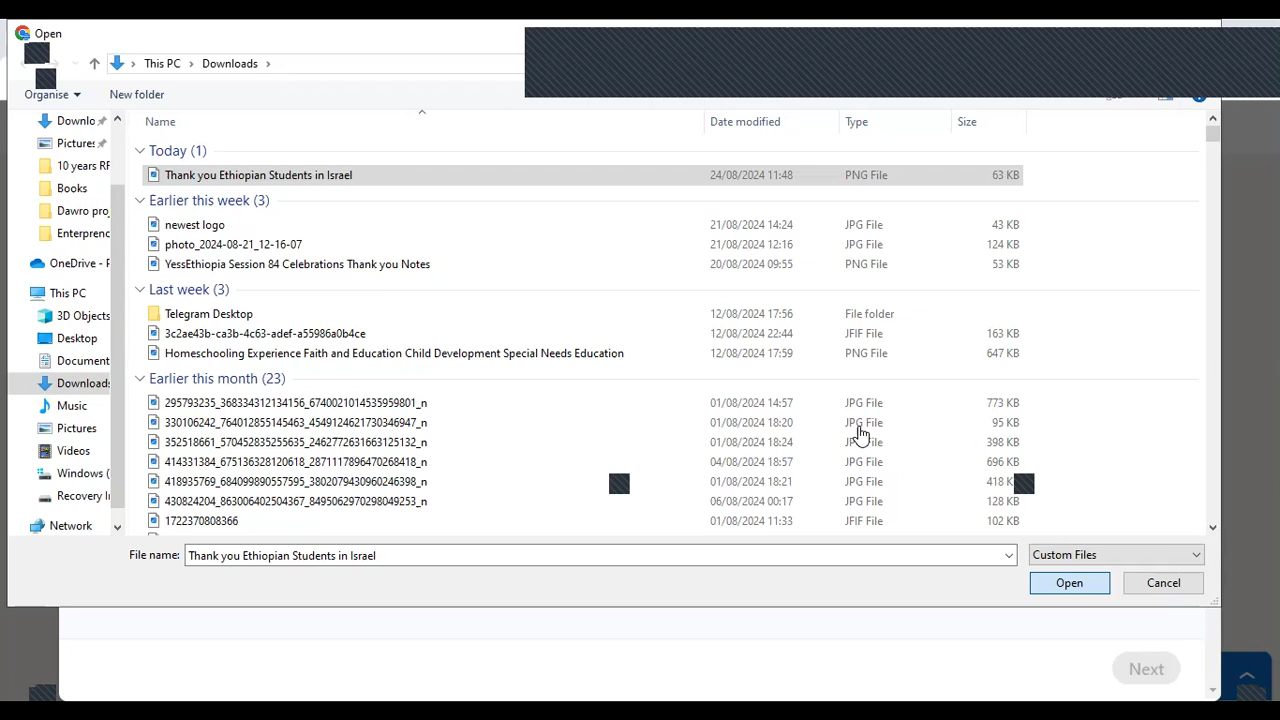 Open
This PC > Downloads >
Organise New folder
Name Date modified Type Size
Downlo
Pictures
10 years RF
Books
Dawro pro
Enterprenc
OneDrive - P
This PC
3D Objects
Desktop
Document
Downloads
Music
Pictures
Videos
Windows (
Recovery I
Network
Today (1)
Thank you Ethiopian Students in Israel 24/08/2024 11:48 PNG File 63 KB
Earlier this week (3)
newest logo 21/08/2024 14:24 JPG File 43 KB
photo_2024-08-21_12-16-07 21/08/2024 12:16 JPG File 124 KB
YessEthiopia Session 84 Celebrations Thank you Notes 20/08/2024 09:55 PNG File 53 KB
Last week (3)
Telegram Desktop 12/08/2024 17:56 File folder
3c2ae43b-ca3b-4c63-adef-a55986a0b4ce 12/08/2024 22:44 JFIF File 163 KB
Homeschooling Experience Faith and Education Child Development Special Needs Education 12/08/2024 17:59 PNG File 647 KB
Earlier this month (23)
295793235_368334312134156_6740021014535959801_n 01/08/2024 14:57 JPG File 773 KB
330106242_764012855145463_4549124621730346947_n 01/08/2024 18:20 JPG File 95 KB
352518661_570452835255635_2462772631663125132_n 01/08/2024 18:24 JPG File 398 KB
414331384_675136328120618_2871117896470268418_n 04/08/2024 18:57 JPG File 696 KB
418935769_684099890557595_3802079430960246398_n 01/08/2024 18:21 JPG File 418 K
430824204_863006402504367_8495062970298049253_n 06/08/2024 00:17 JPG File 128 KB
1722370808366 01/08/2024 11:33 JFIF File 102 KB
File name: Thank you Ethiopian Students in Israel Custom Files
Open Cancel
Next